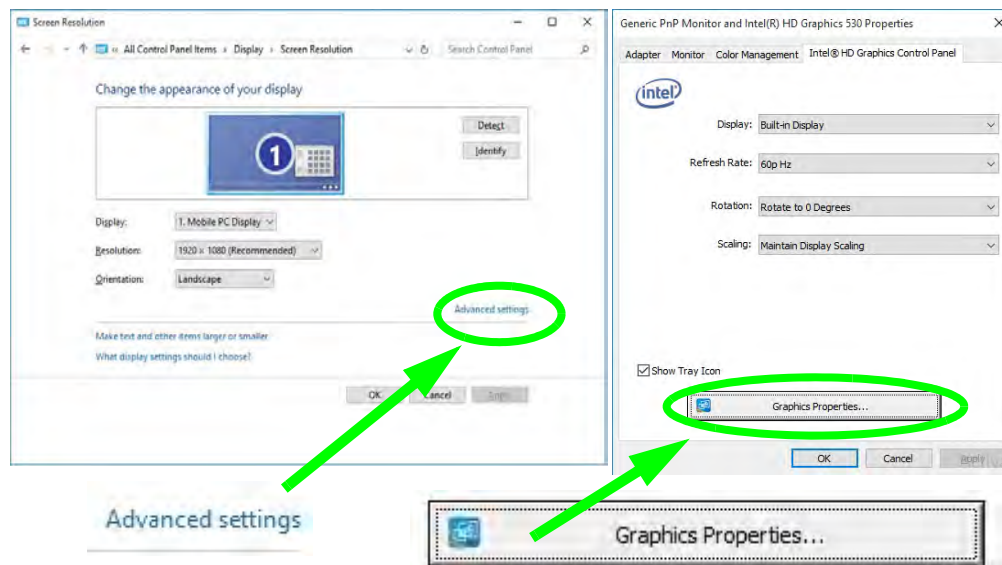 Screen Resolution
« All Control Panel Items › Display › Screen Resolution
Search Control Panel
Change the appearance of your display
1
Detect
Identify
Display: 1. Mobile PC Display
Resolution: 1920 × 1080 (Recommended)
Orientation: Landscape
Advanced settings
Make text and other items larger or smaller
What display settings should I choose?
OK Cancel Apply
Generic PnP Monitor and Intel(R) HD Graphics 530 Properties
Adapter Monitor Color Management Intel® HD Graphics Control Panel
intel
Display: Built-in Display
Refresh Rate: 60p Hz
Rotation: Rotate to 0 Degrees
Scaling: Maintain Display Scaling
Show Tray Icon
Graphics Properties...
OK Cancel Apply
Advanced settings
Graphics Properties...